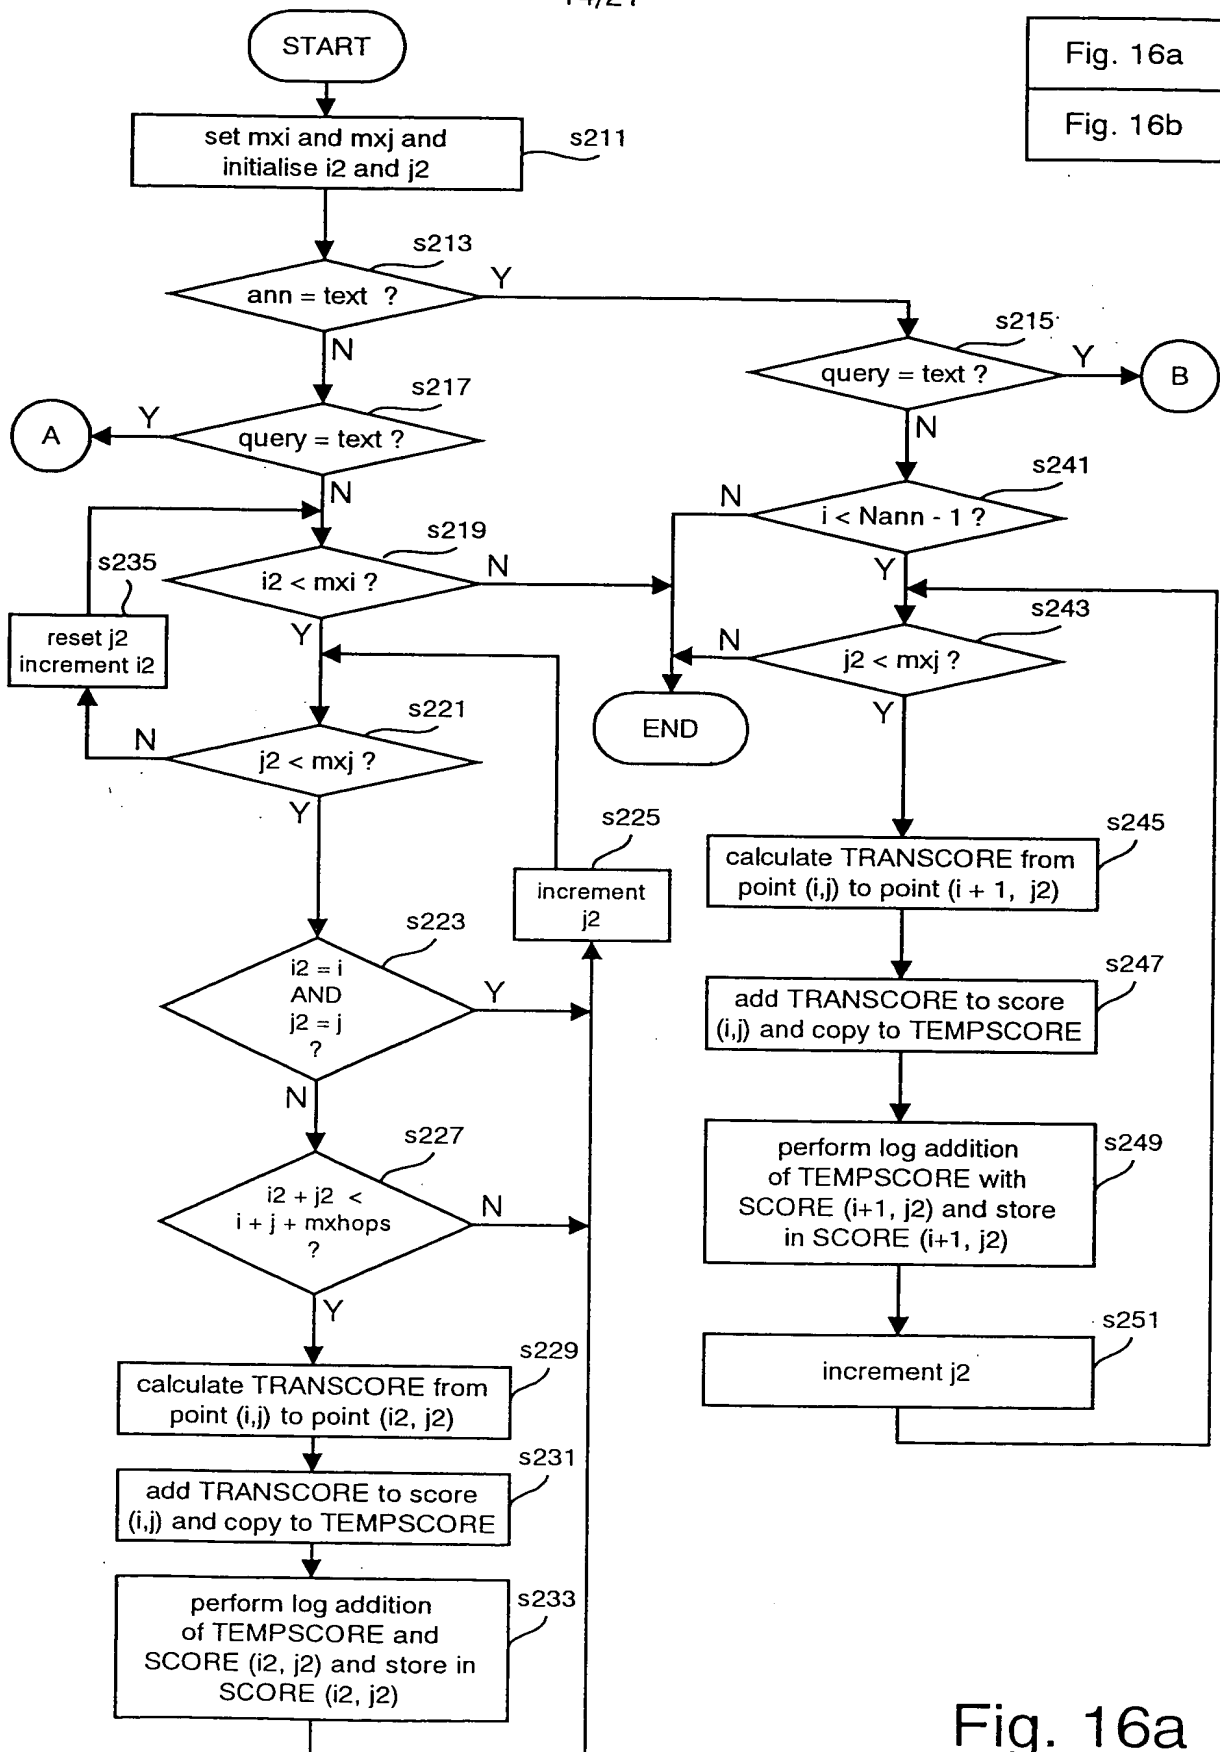 START
Fig. 16a
Fig. 16b
set mxi and mxj and
initialise i2 and j2
s211
s213
ann = text ?
Y
N
s215
query = text ?
Y
B
N
s217
query = text ?
Y
A
N
s241
i < Nann - 1 ?
N
Y
s219
i2 < mxi ?
N
Y
s235
reset j2
increment i2
s243
j2 < mxj ?
N
Y
END
s221
j2 < mxj ?
N
Y
s225
increment
j2
s245
calculate TRANSCORE from
point (i,j) to point (i + 1, j2)
s223
i2 = i
AND
j2 = j
?
Y
N
s247
add TRANSCORE to score
(i,j) and copy to TEMPSCORE
s227
i2 + j2 <
i + j + mxhops
?
N
Y
s249
perform log addition
of TEMPSCORE with
SCORE (i+1, j2) and store
in SCORE (i+1, j2)
s251
increment j2
s229
calculate TRANSCORE from
point (i,j) to point (i2, j2)
s231
add TRANSCORE to score
(i,j) and copy to TEMPSCORE
s233
perform log addition
of TEMPSCORE and
SCORE (i2, j2) and store in
SCORE (i2, j2)
Fig. 16a